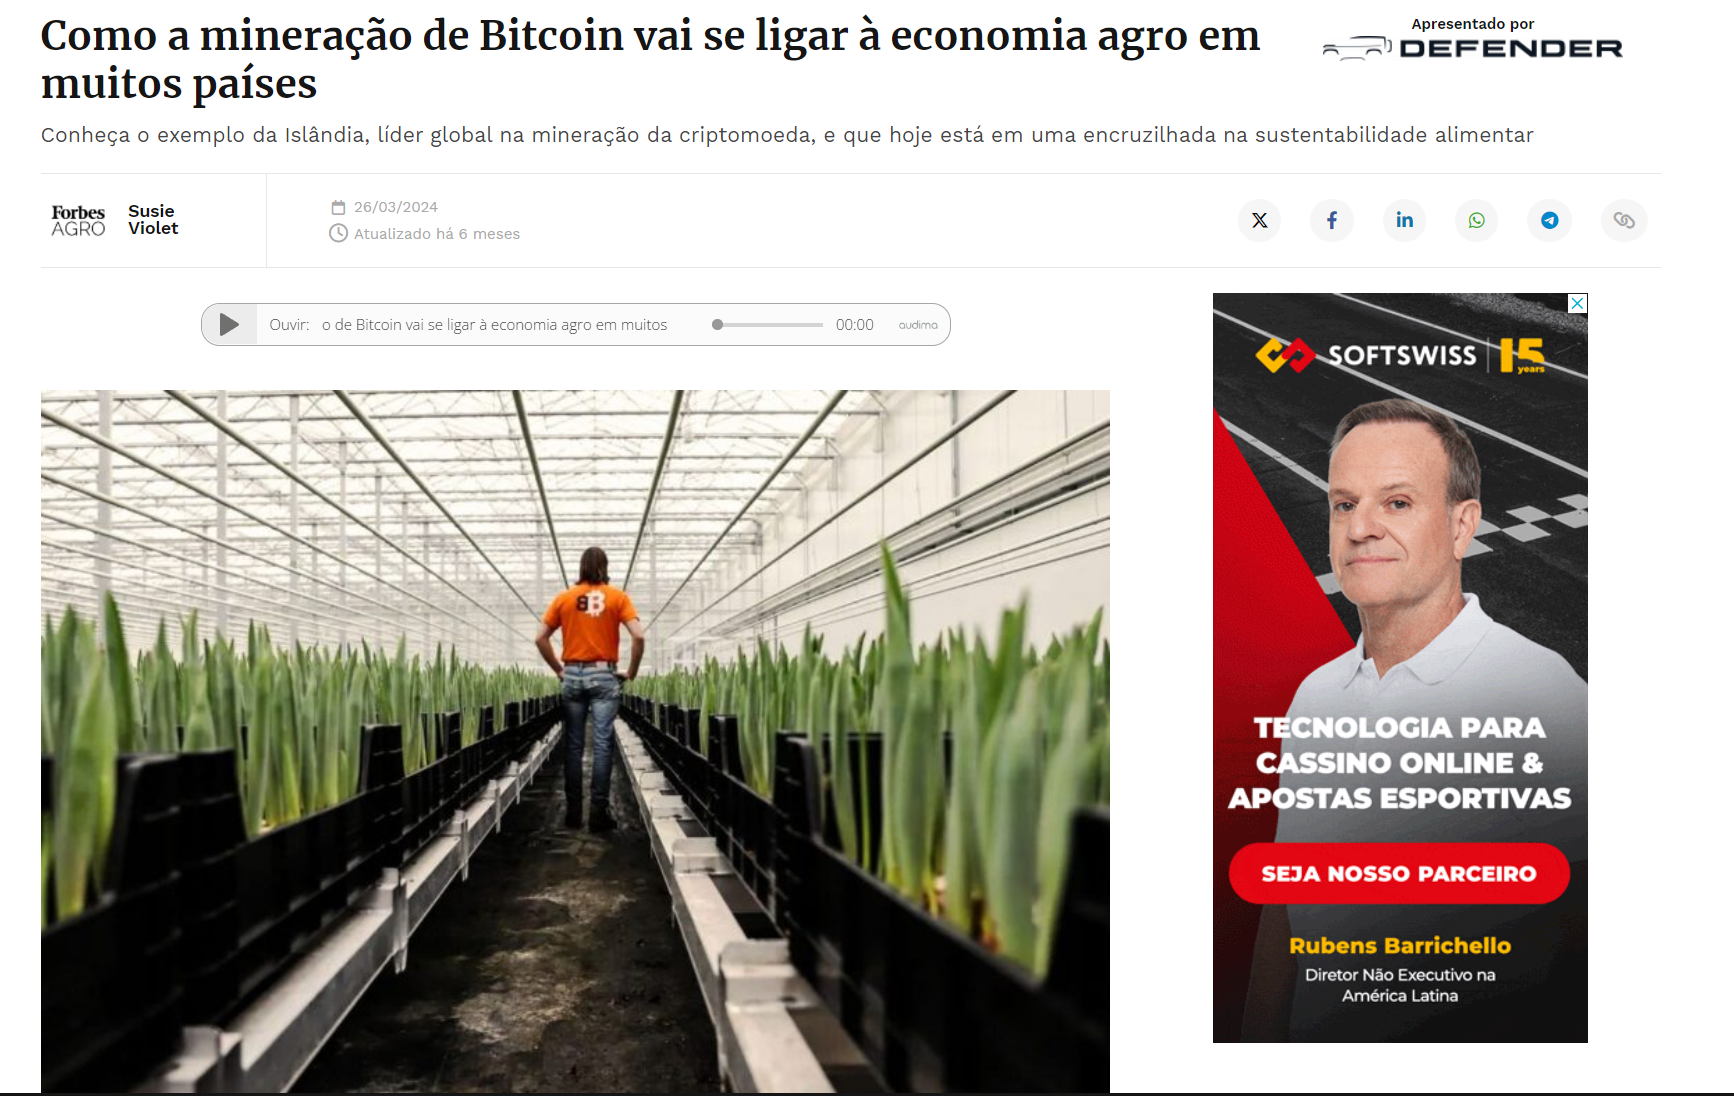 Como a mineração de Bitcoin vai se ligar à economia agro em
muitos países
Apresentado por
DEFENDER
Conheça o exemplo da Islândia, líder global na mineração da criptomoeda, e que hoje está em uma encruzilhada na sustentabilidade alimentar
Forbes
AGRO
Susie
Violet
26/03/2024
Atualizado há 6 meses
Ouvir: o de Bitcoin vai se ligar à economia agro em muitos
00:00
audima
B
SOFTSWISS
15
years
TECNOLOGIA PARA
CASSINO ONLINE &
APOSTAS ESPORTIVAS
SEJA NOSSO PARCEIRO
Rubens Barrichello
Diretor Não Executivo na
América Latina